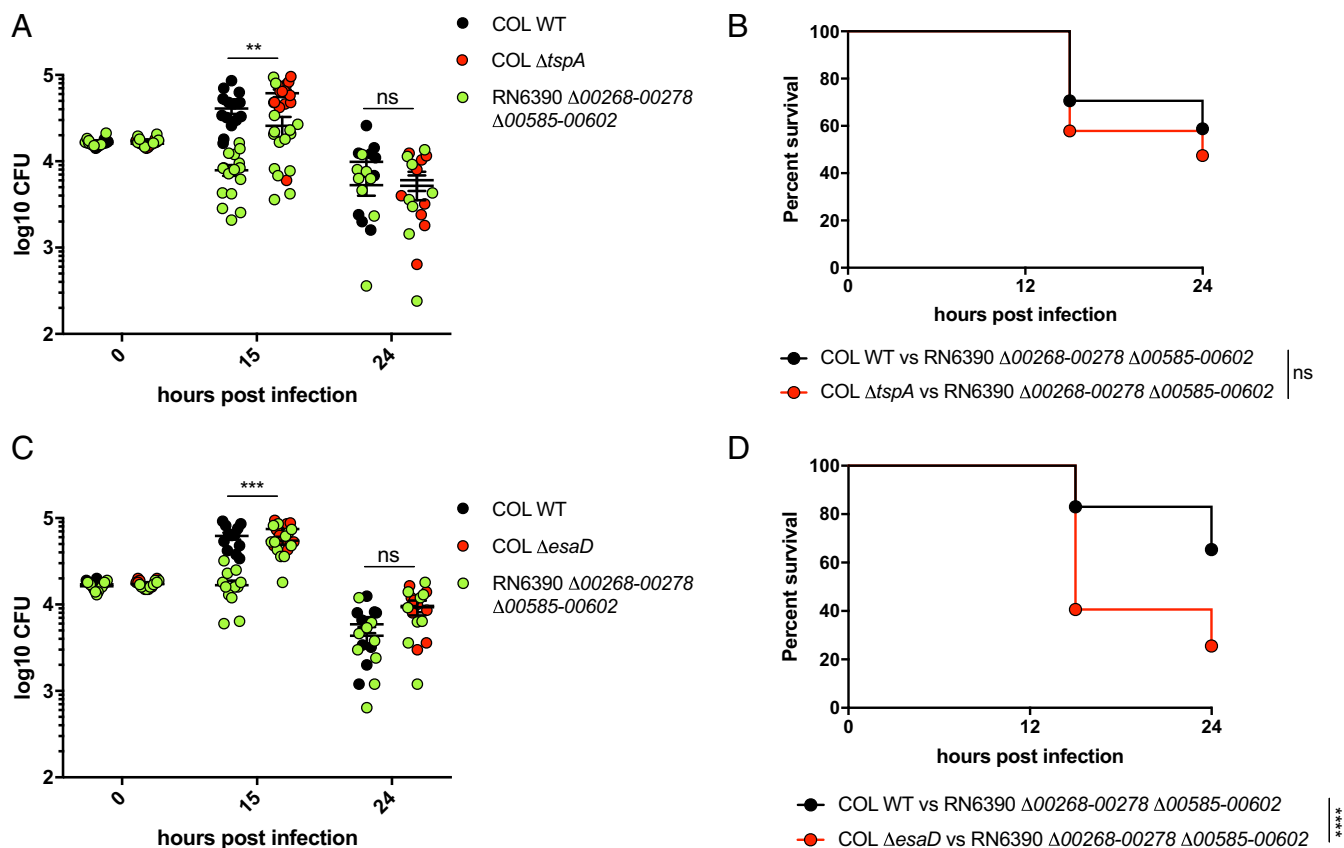 A
COL WT
COL ΔtspA
RN6390 Δ00268-00278
Δ00585-00602
**
ns
5
4
3
2
log10 CFU
0
15
24
hours post infection
B
100
80
60
40
20
0
Percent survival
0
12
24
hours post infection
COL WT vs RN6390 Δ00268-00278 Δ00585-00602
COL ΔtspA vs RN6390 Δ00268-00278 Δ00585-00602
ns
C
COL WT
COL ΔesaD
RN6390 Δ00268-00278
Δ00585-00602
***
ns
5
4
3
2
log10 CFU
0
15
24
hours post infection
D
100
80
60
40
20
0
Percent survival
0
12
24
hours post infection
COL WT vs RN6390 Δ00268-00278 Δ00585-00602
COL ΔesaD vs RN6390 Δ00268-00278 Δ00585-00602
****